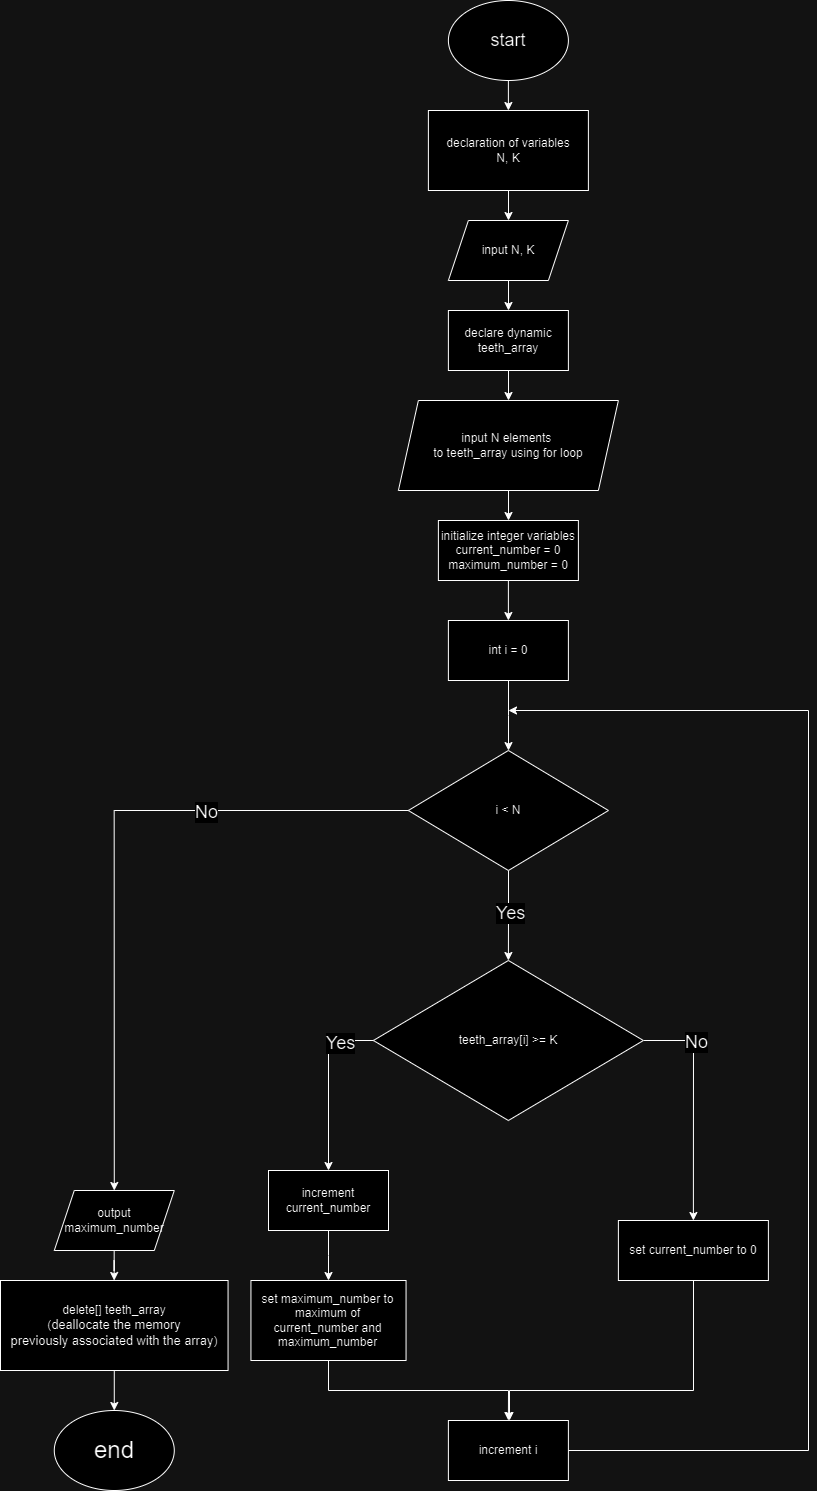 start
declaration of variables
N, K
input N, K
declare dynamic
teeth_array
input N elements
to teeth_array using for loop
initialize integer variables
current_number = 0
maximum_number = 0
int i = 0
i < N
No
Yes
teeth_array[i] >= K
Yes
No
increment
current_number
set current_number to 0
set maximum_number to
maximum of
current_number and
maximum_number
increment i
output
maximum_number
delete[] teeth_array
(deallocate the memory
previously associated with the array)
end